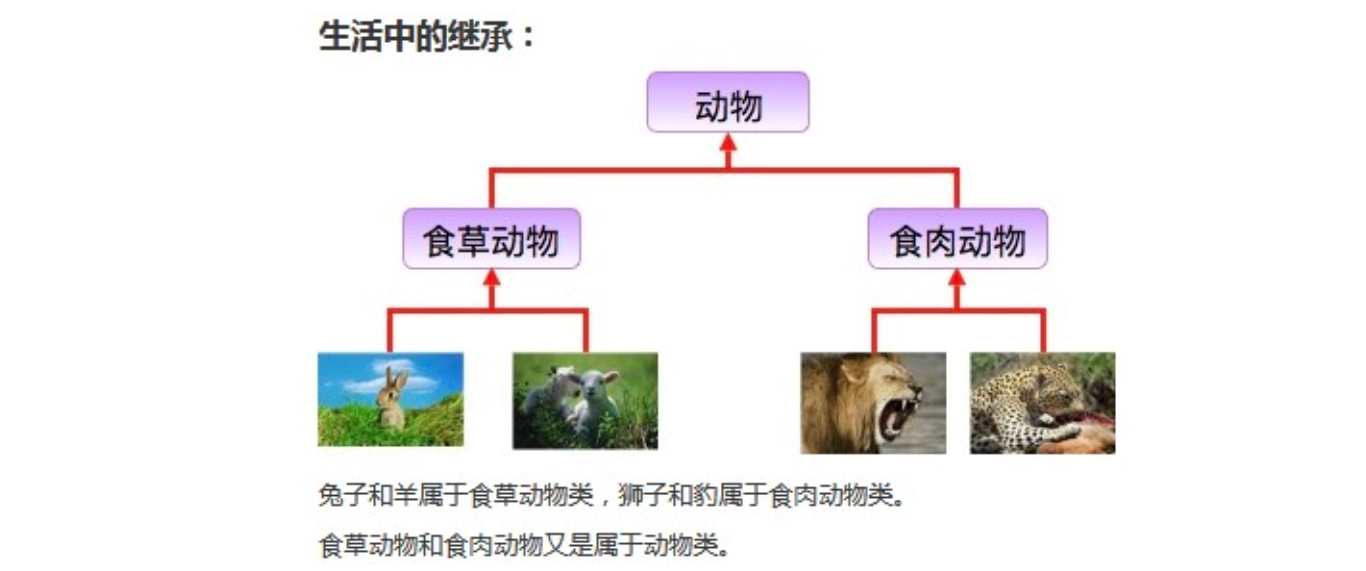 生活中的继承：
动物
食草动物
食肉动物
兔子和羊属于食草动物类，狮子和豹属于食肉动物类。
食草动物和食肉动物又是属于动物类。